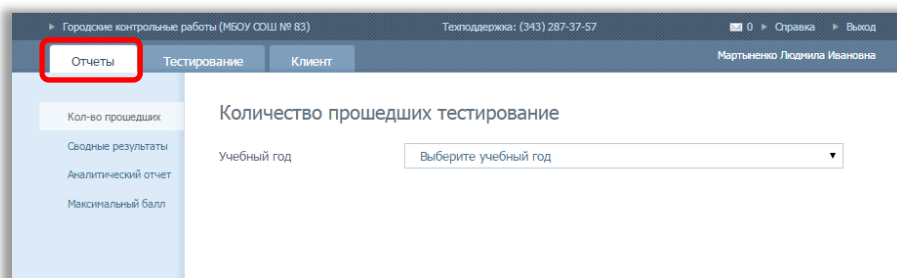 Городские контрольные работы (МБОУ СОШ № 83) Техподдержка: (343) 287-37-57 0 Справка Выход
Отчеты Тестирование Клиент Мартыненко Людмила Ивановна
Кол-во прошедших
Сводные результаты
Аналитический отчет
Максимальный балл
Количество прошедших тестирование
Учебный год Выберите учебный год